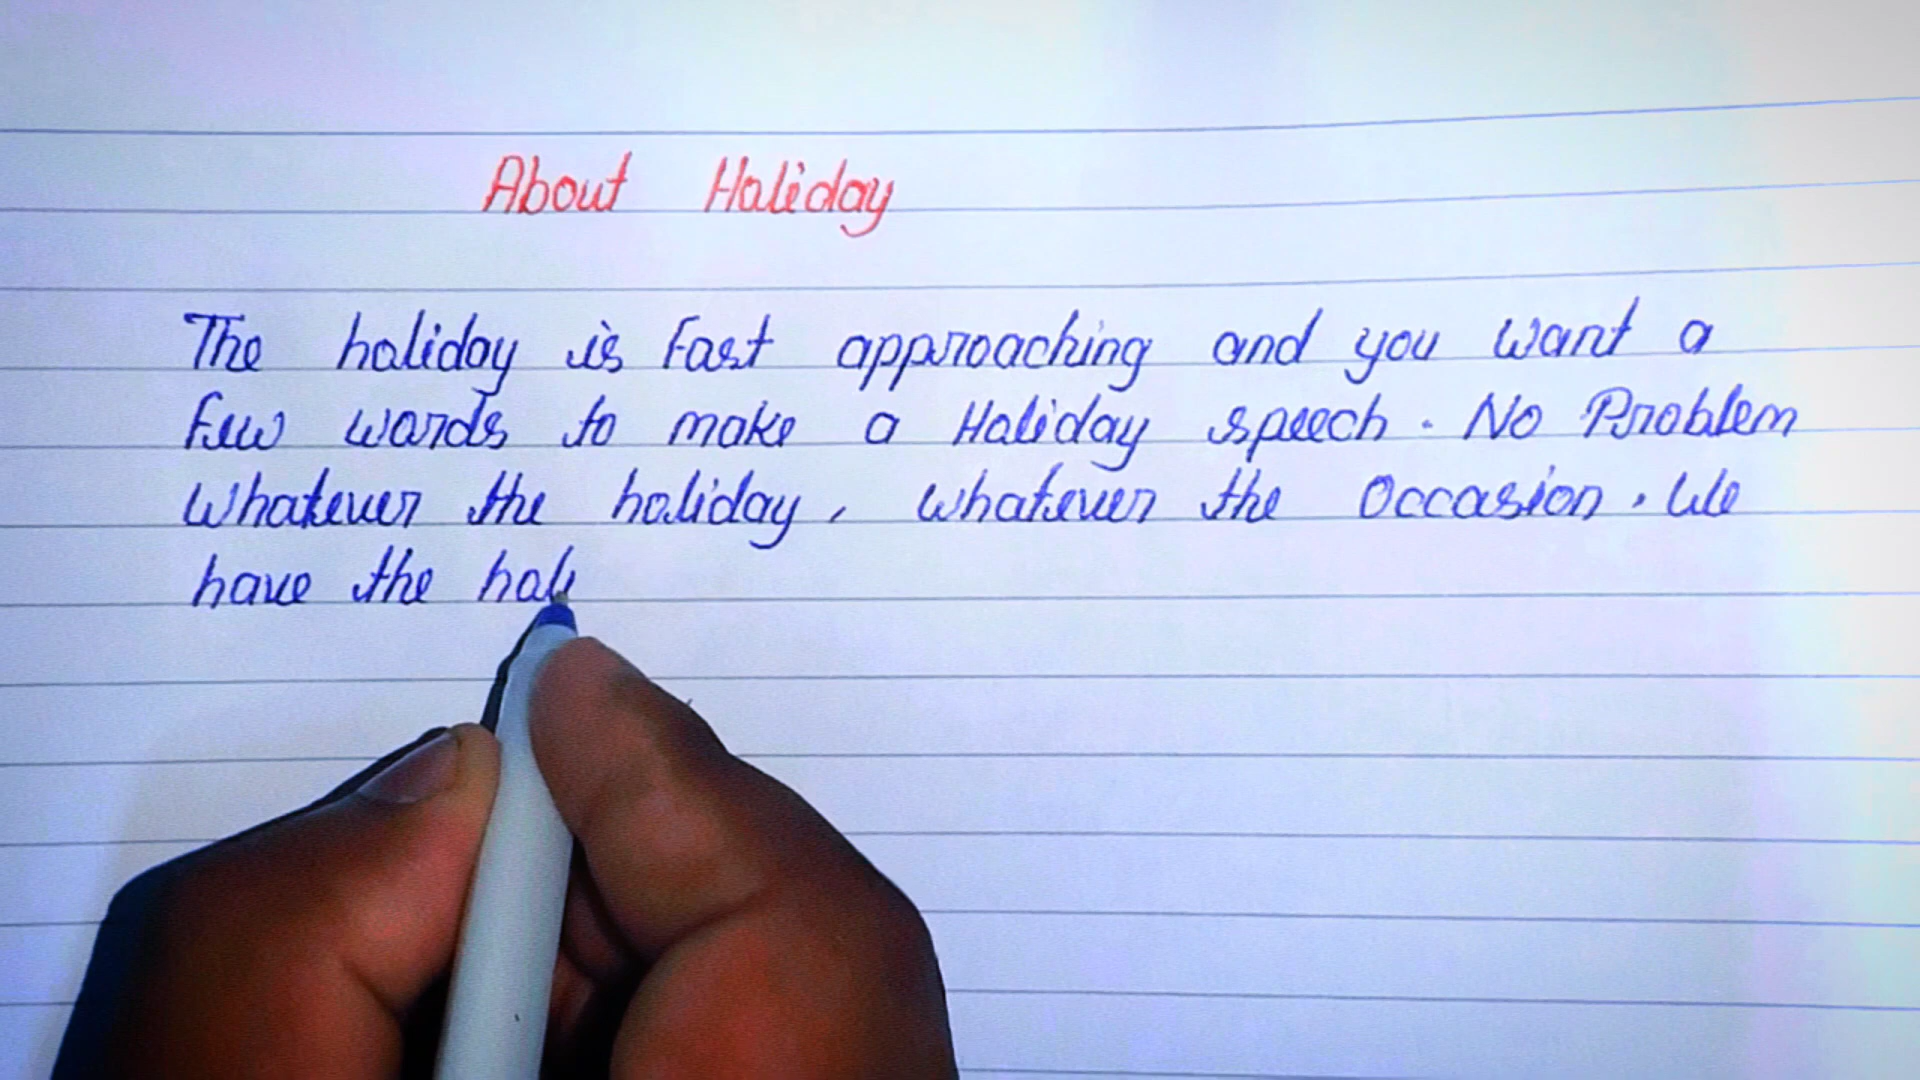 About Holiday
The holiday is Fast approaching and you want a
few words to make a Holiday speech. No Problem
Whatever the holiday, whatever the Occasion. We
have the holi